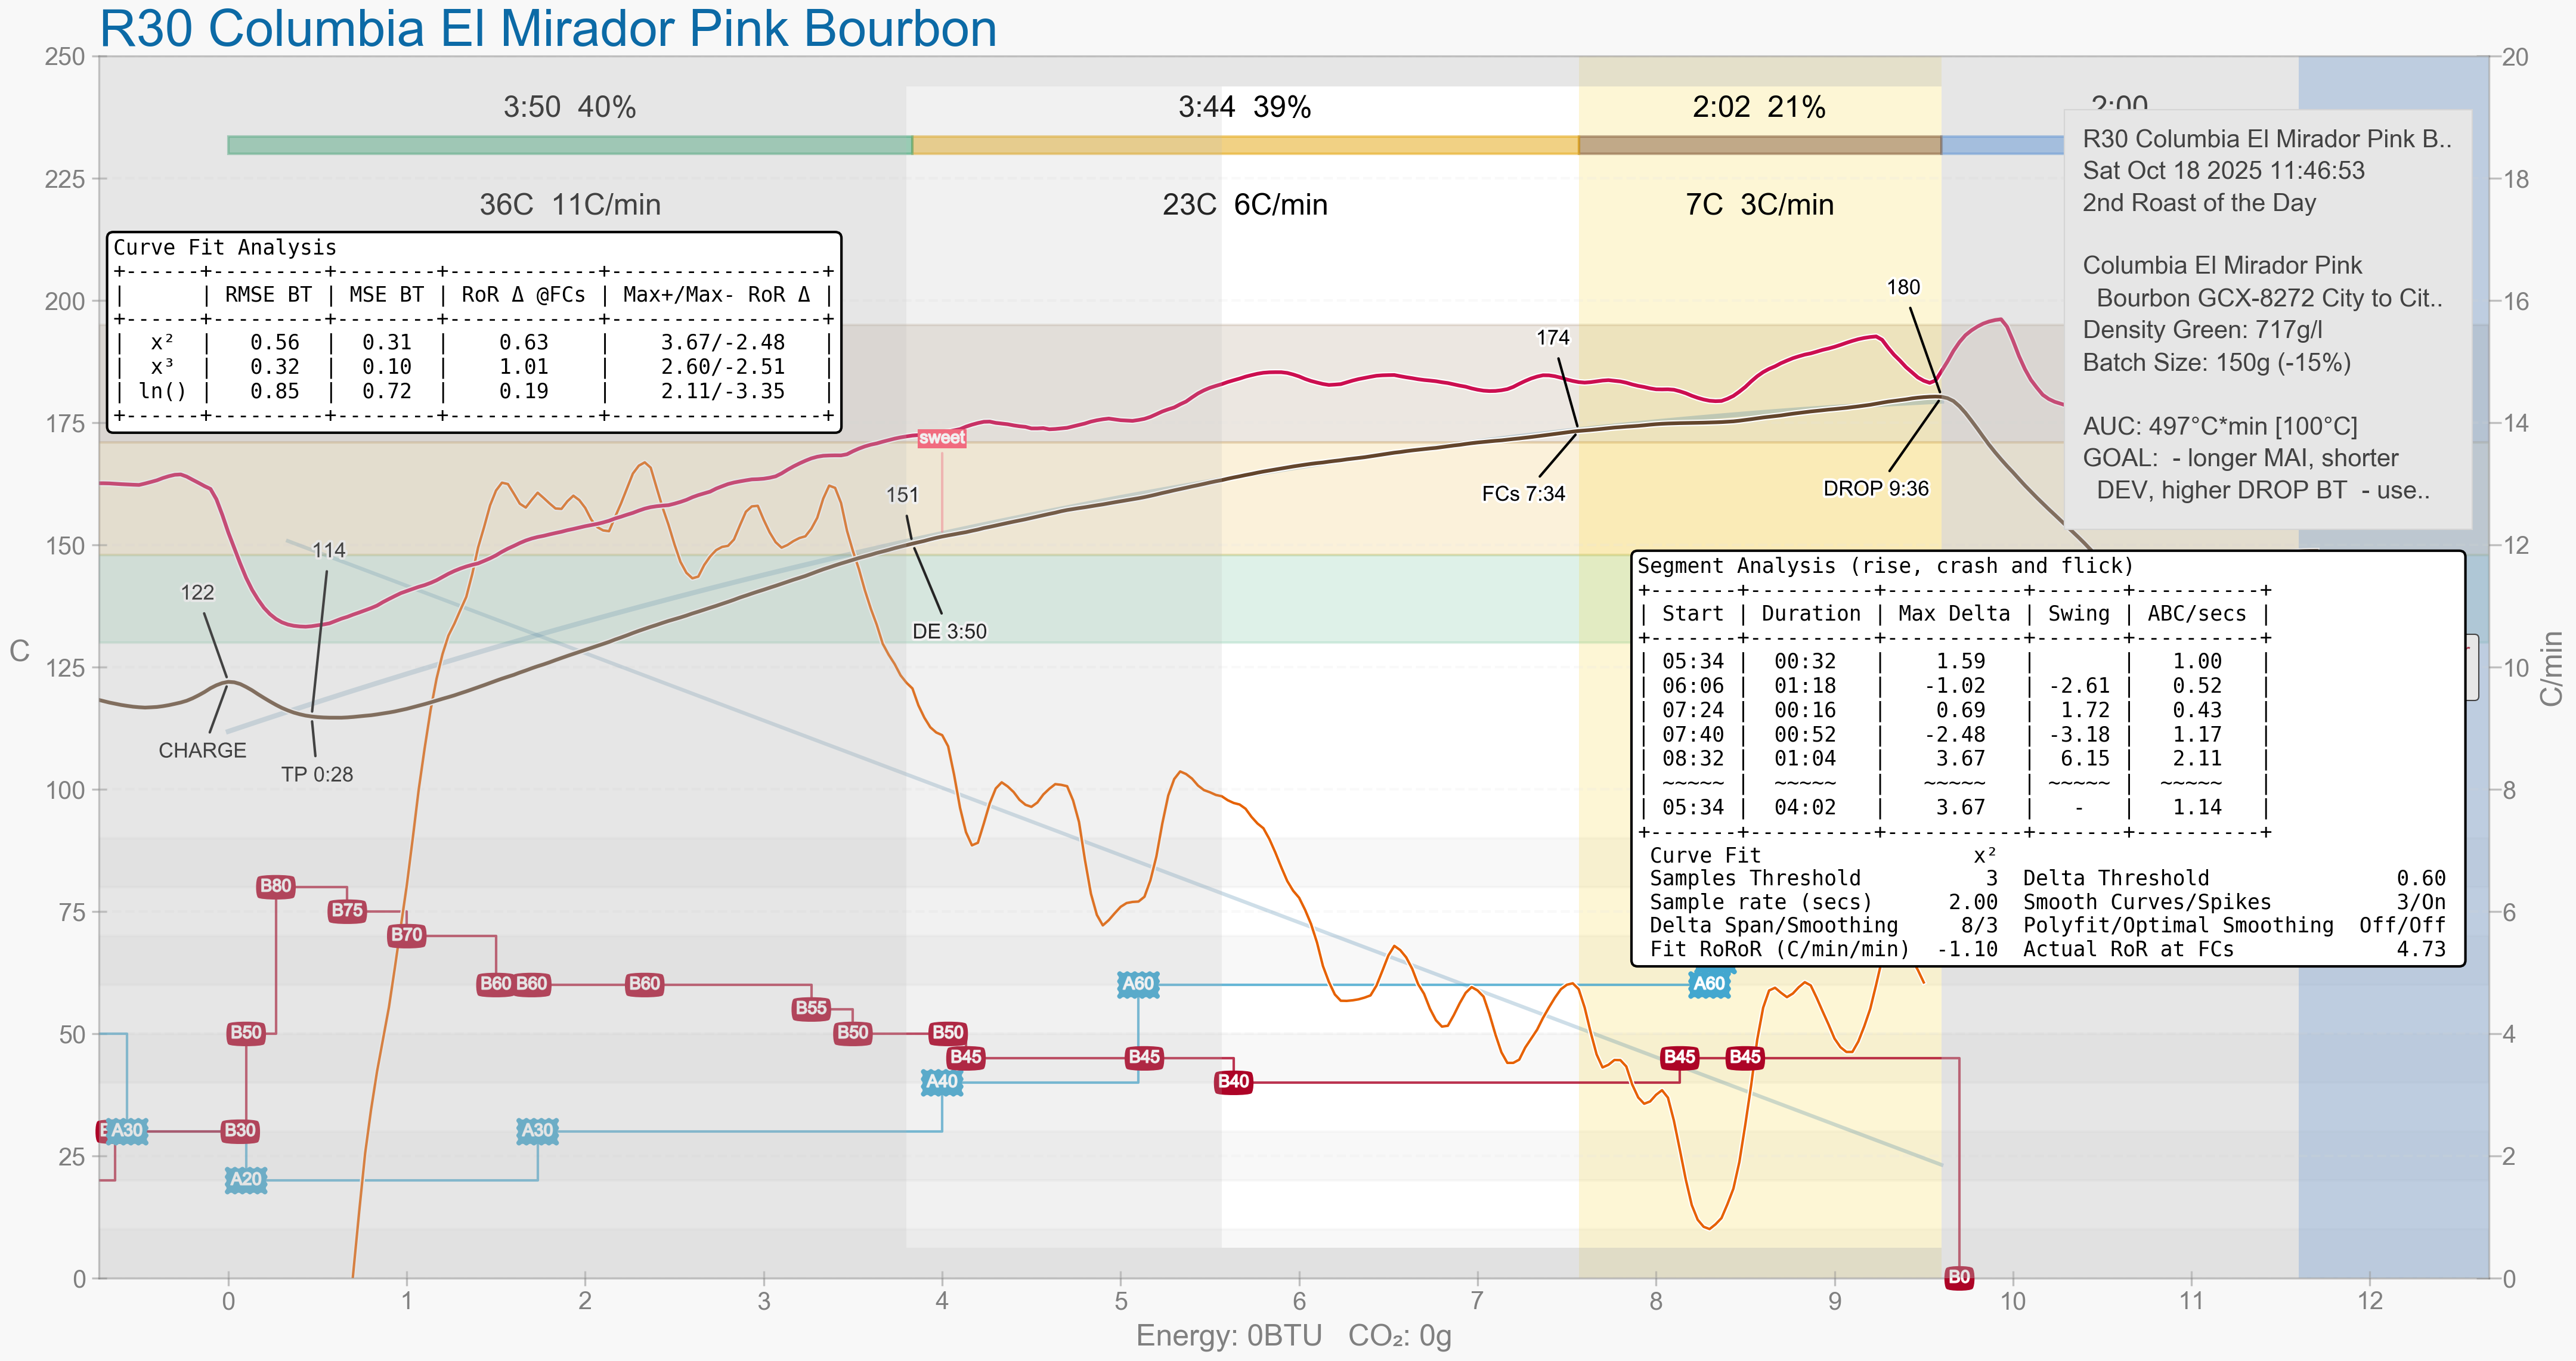 R30 Columbia El Mirador Pink Bourbon
250
225
200
175
150
125
100
75
50
25
0
C
20
18
16
14
12
10
8
6
4
2
0
C/min
3:50 40%
3:44 39%
2:02 21%
2:00
36C 11C/min
23C 6C/min
7C 3C/min
R30 Columbia El Mirador Pink B..
Sat Oct 18 2025 11:46:53
2nd Roast of the Day
Columbia El Mirador Pink
Bourbon GCX-8272 City to Cit..
Density Green: 717g/l
Batch Size: 150g (-15%)
AUC: 497°C*min [100°C]
GOAL: - longer MAI, shorter
DEV, higher DROP BT - use..
Curve Fit Analysis
+------+---------+--------+------------+-----------------+
| | RMSE BT | MSE BT | RoR Δ @FCs | Max+/Max- RoR Δ |
+------+---------+--------+------------+-----------------+
| x² | 0.56 | 0.31 | 0.63 | 3.67/-2.48 |
| x³ | 0.32 | 0.10 | 1.01 | 2.60/-2.51 |
| ln() | 0.85 | 0.72 | 0.19 | 2.11/-3.35 |
+------+---------+--------+------------+-----------------+
122
CHARGE
114
TP 0:28
151
DE 3:50
sweet
174
FCs 7:34
180
DROP 9:36
Segment Analysis (rise, crash and flick)
+-------+----------+-----------+-------+----------+
| Start | Duration | Max Delta | Swing | ABC/secs |
+-------+----------+-----------+-------+----------+
| 05:34 | 00:32 | 1.59 | | 1.00 |
| 06:06 | 01:18 | -1.02 | -2.61 | 0.52 |
| 07:24 | 00:16 | 0.69 | 1.72 | 0.43 |
| 07:40 | 00:52 | -2.48 | -3.18 | 1.17 |
| 08:32 | 01:04 | 3.67 | 6.15 | 2.11 |
| ~~~~~ | ~~~~~ | ~~~~~ | ~~~~~ | ~~~~~ |
| 05:34 | 04:02 | 3.67 | - | 1.14 |
+-------+----------+-----------+-------+----------+
Curve Fit x²
Samples Threshold 3 Delta Threshold 0.60
Sample rate (secs) 2.00 Smooth Curves/Spikes 3/On
Delta Span/Smoothing 8/3 Polyfit/Optimal Smoothing Off/Off
Fit RoRoR (C/min/min) -1.10 Actual RoR at FCs 4.73
B80
B75
B70
B60
B60
B60
B55
B50
B50
B50
B45
B45
B40
B45
B45
B30
B0
A30
A20
A30
A40
A60
A60
0
1
2
3
4
5
6
7
8
9
10
11
12
Energy: 0BTU CO₂: 0g